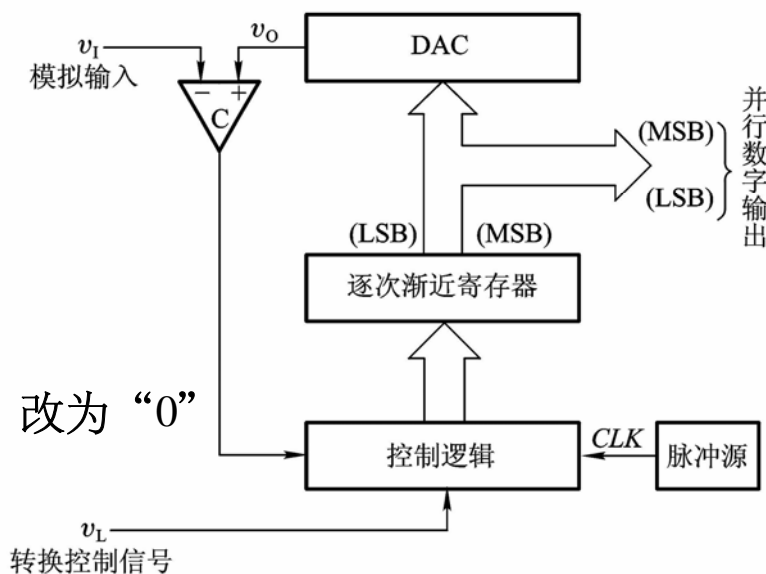 DAC
v_I
v_O
模拟输入
− +
C
(MSB)
(LSB)
并行数字输出
(LSB)
(MSB)
逐次渐近寄存器
改为“0”
控制逻辑
CLK
脉冲源
v_L
转换控制信号